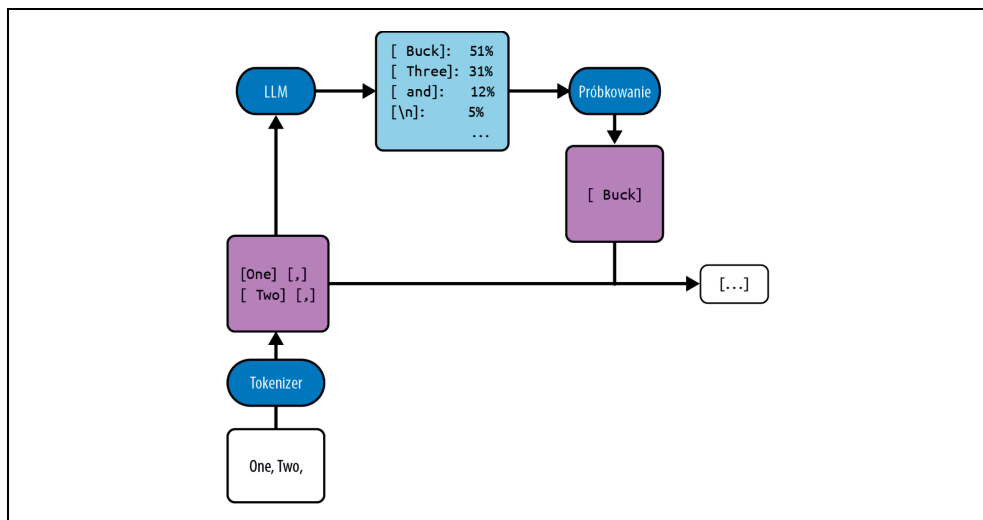 [ Buck]: 51%
[ Three]: 31%
[ and]: 12%
[\n]: 5%
...
LLM
Próbkowanie
[ Buck]
[One] [,]
[ Two] [,]
[...]
Tokenizer
One, Two,